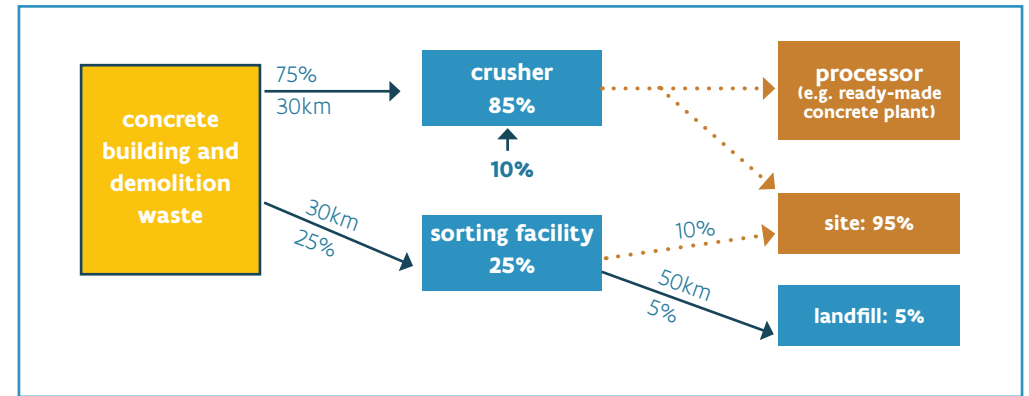 concrete
building and
demolition
waste
75%
30km
30km
25%
crusher
85%
10%
sorting facility
25%
10%
50km
5%
processor
(e.g. ready-made
concrete plant)
site: 95%
landfill: 5%